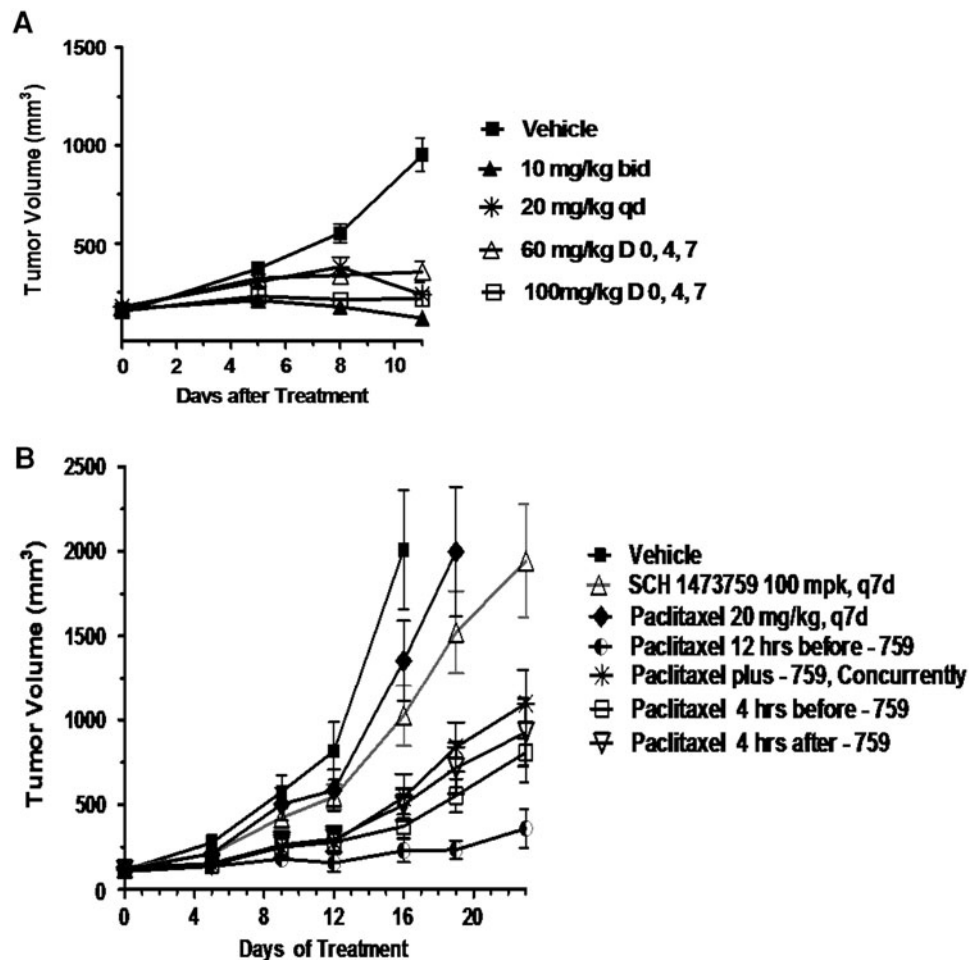 A
1500
1000
500
Tumor Volume (mm³)
0 2 4 6 8 10
Davs after Treatment
Vehicle
10 mg/kg bid
20 mg/kg qd
60 mg/kg D 0, 4, 7
100mg/kg D 0, 4, 7
B
2500
2000
1500
1000
500
0
Tumor Volume (mm³)
0 4 8 12 16 20
Days of Treatment
Vehicle
SCH 1473759 100 mpk, q7d
Paclitaxel 20 mg/kg, q7d
Paclitaxel 12 hrs before - 759
Paclitaxel plus - 759, Concurrently
Paclitaxel 4 hrs before - 759
Paclitaxel 4 hrs after - 759